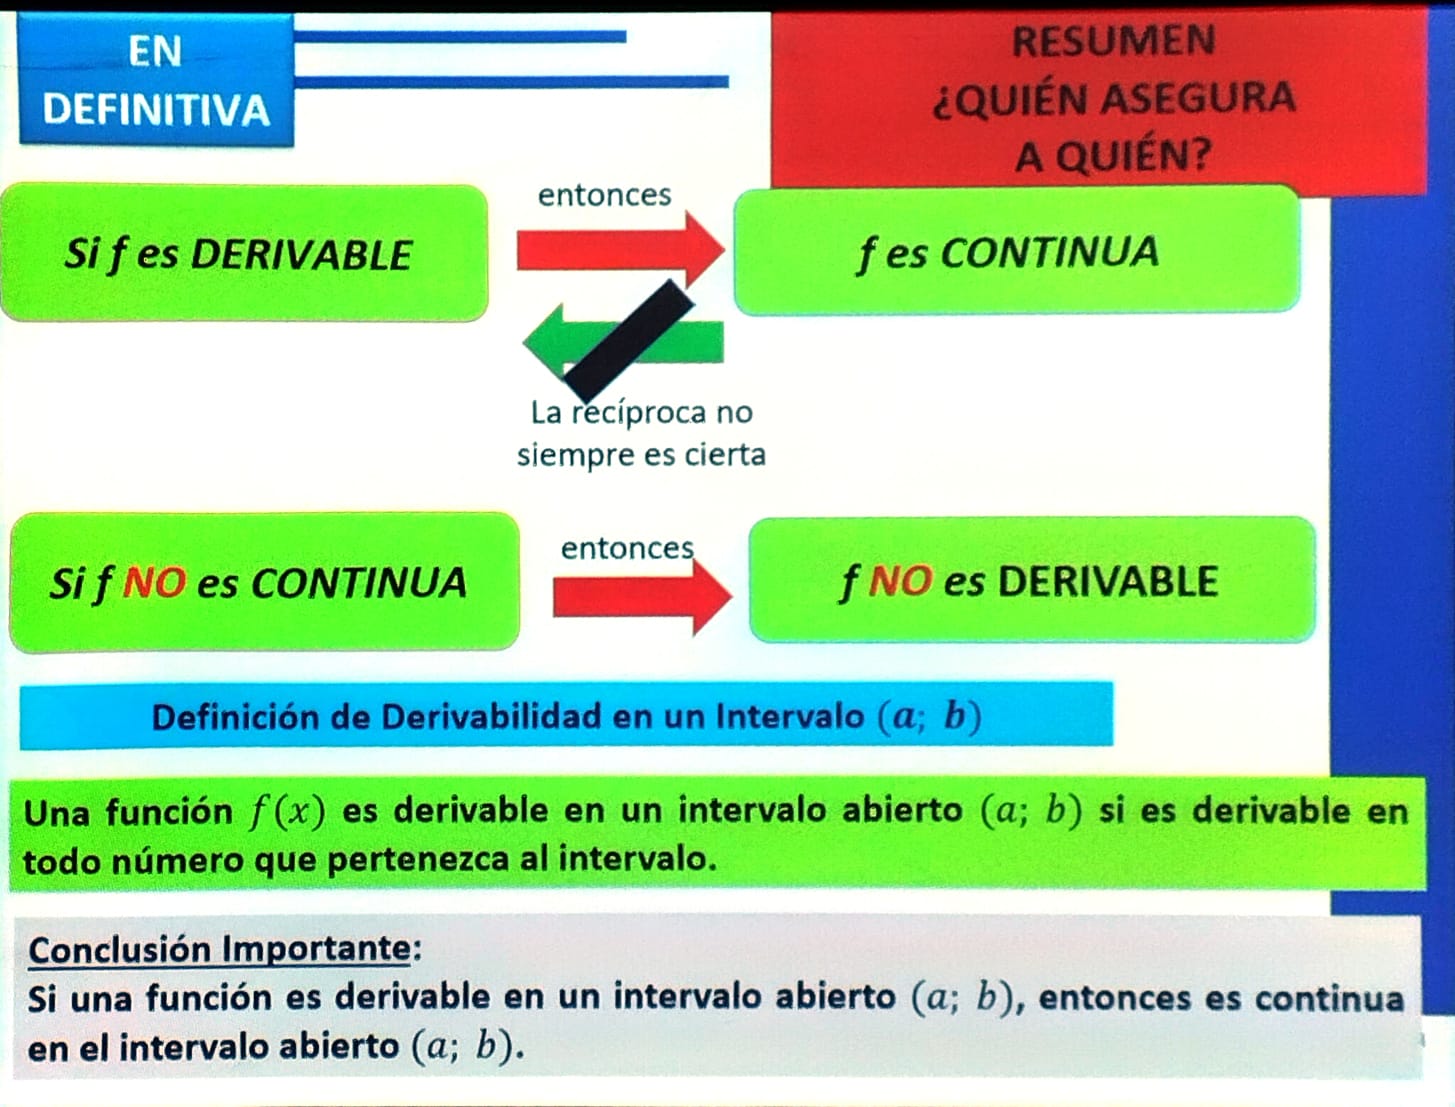 EN
DEFINITIVA
RESUMEN
¿QUIÉN ASEGURA
A QUIÉN?
Si f es DERIVABLE
entonces
f es CONTINUA
La recíproca no
siempre es cierta
Si f NO es CONTINUA
entonces
f NO es DERIVABLE
Definición de Derivabilidad en un Intervalo (a; b)
Una función f(x) es derivable en un intervalo abierto (a; b) si es derivable en
todo número que pertenezca al intervalo.
Conclusión Importante:
Si una función es derivable en un intervalo abierto (a; b), entonces es continua
en el intervalo abierto (a; b).